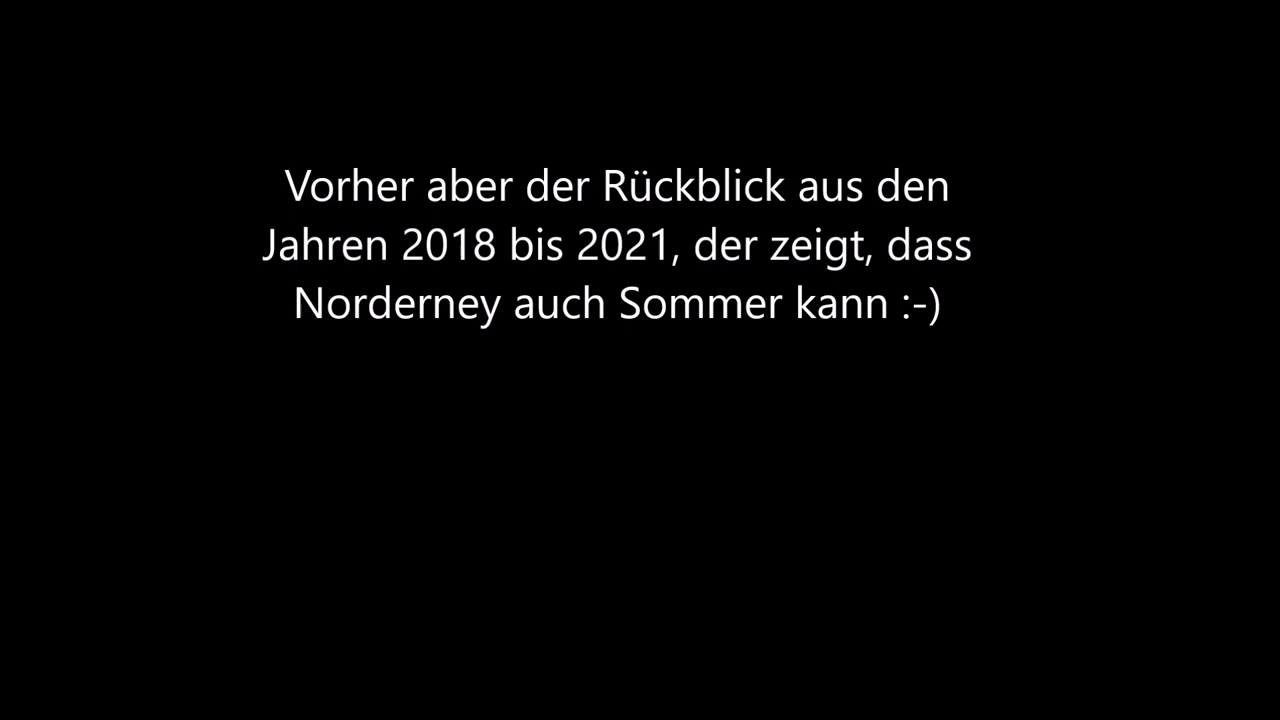 Vorher aber der Rückblick aus den
Jahren 2018 bis 2021, der zeigt, dass
Norderney auch Sommer kann :-)